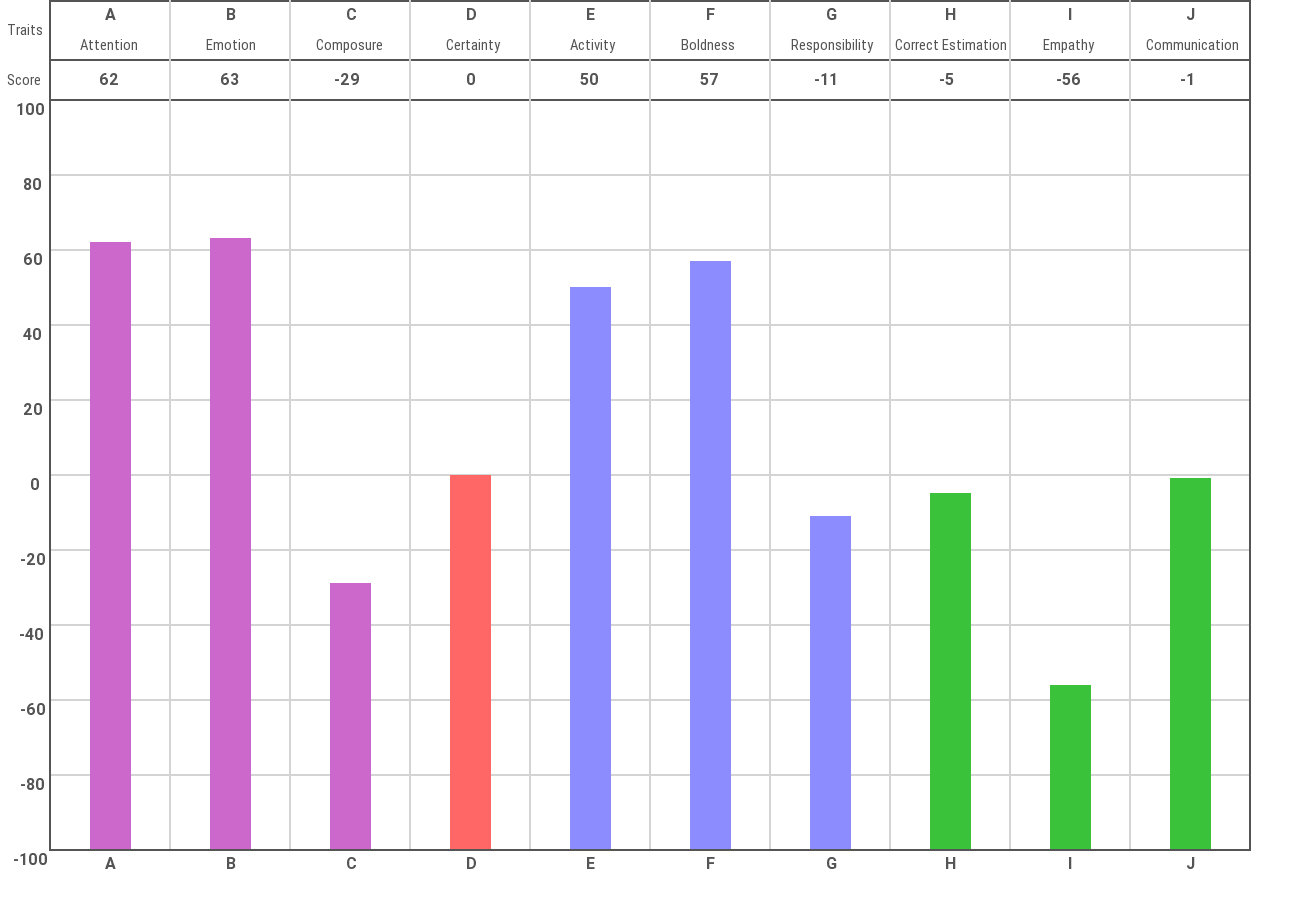 A B C D E F G H I J
Traits
Attention Emotion Composure Certainty Activity Boldness Responsibility Correct Estimation Empathy Communication
Score 62 63 -29 0 50 57 -11 -5 -56 -1
100
80
60
40
20
0
-20
-40
-60
-80
-100
A B C D E F G H I J